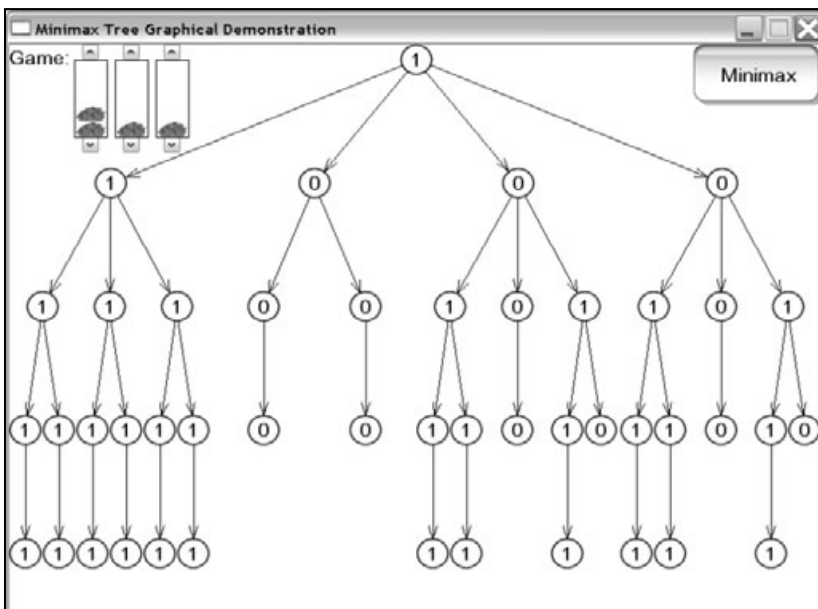 Minimax Tree Graphical Demonstration
Game:
Minimax
1
1 0 0 0
1 1 1 0 0 1 0 1 1 0 1
1 1 1 1 1 1 0 0 1 1 0 1 0 1 1 0 1 0
1 1 1 1 1 1 1 1 1 1 1 1